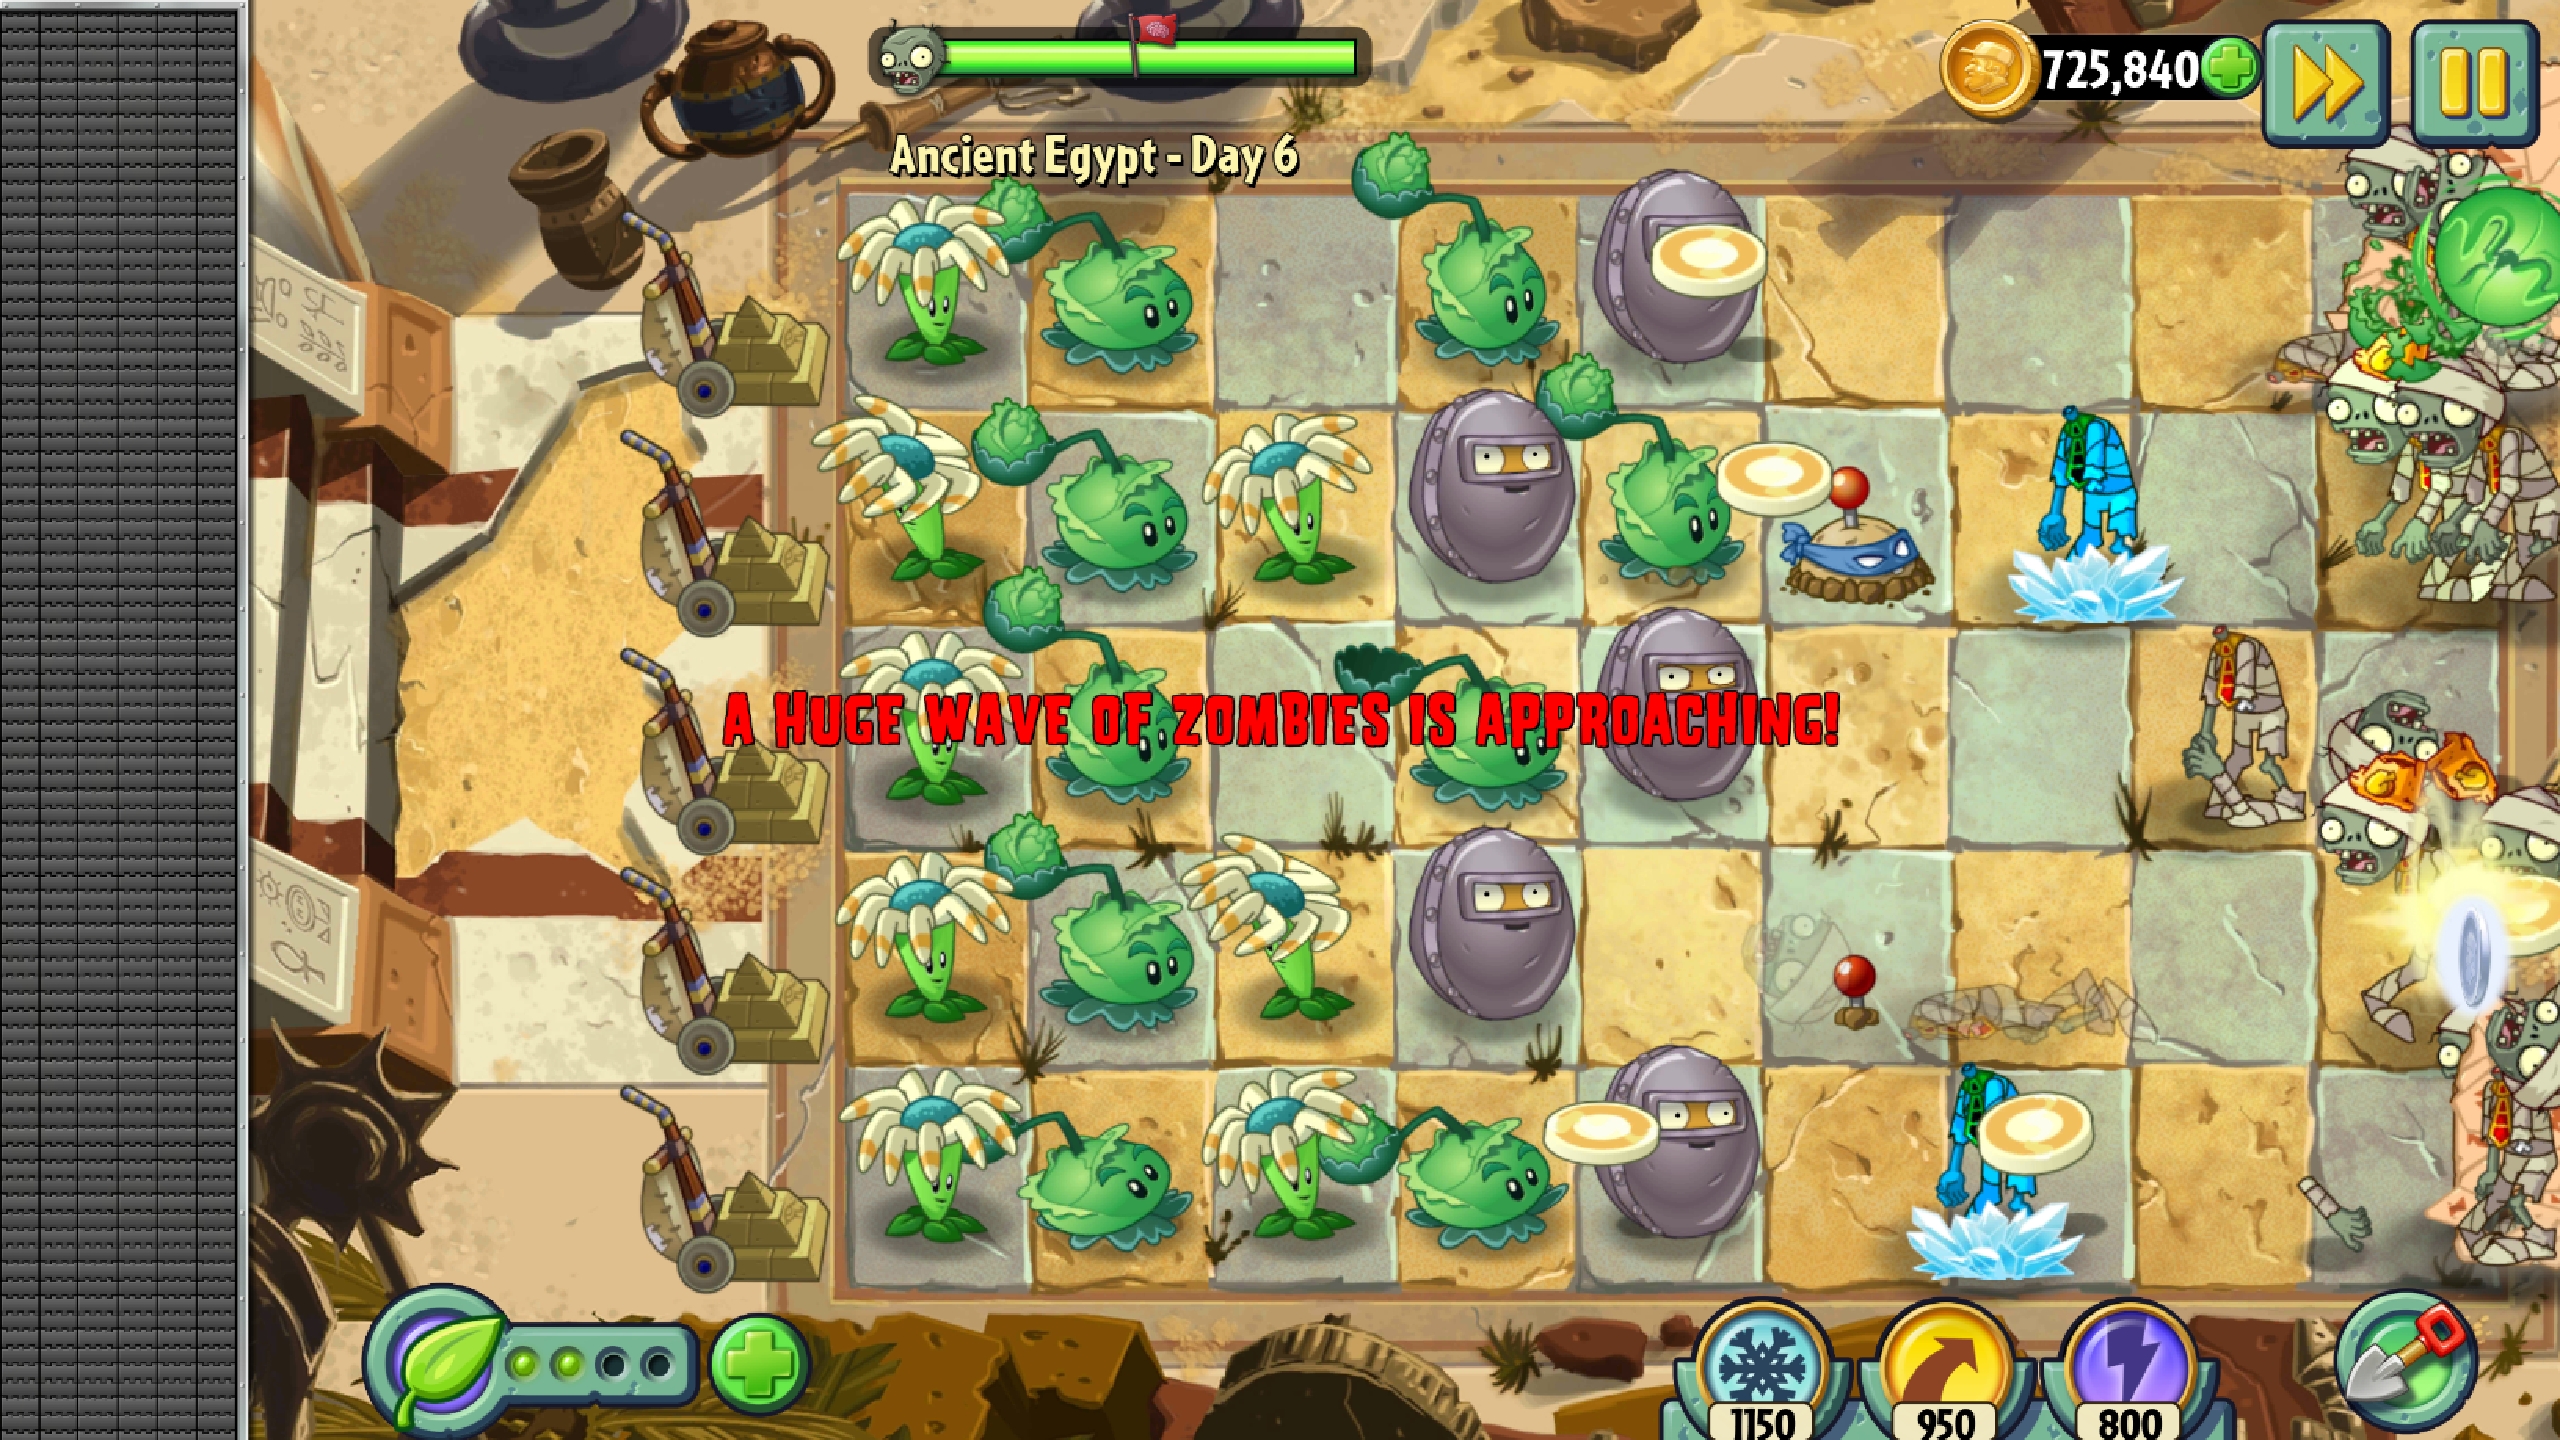 725,840
Ancient Egypt - Day 6
A HUGE WAVE OF ZOMBIES IS APPROACHING!
1150
950
800